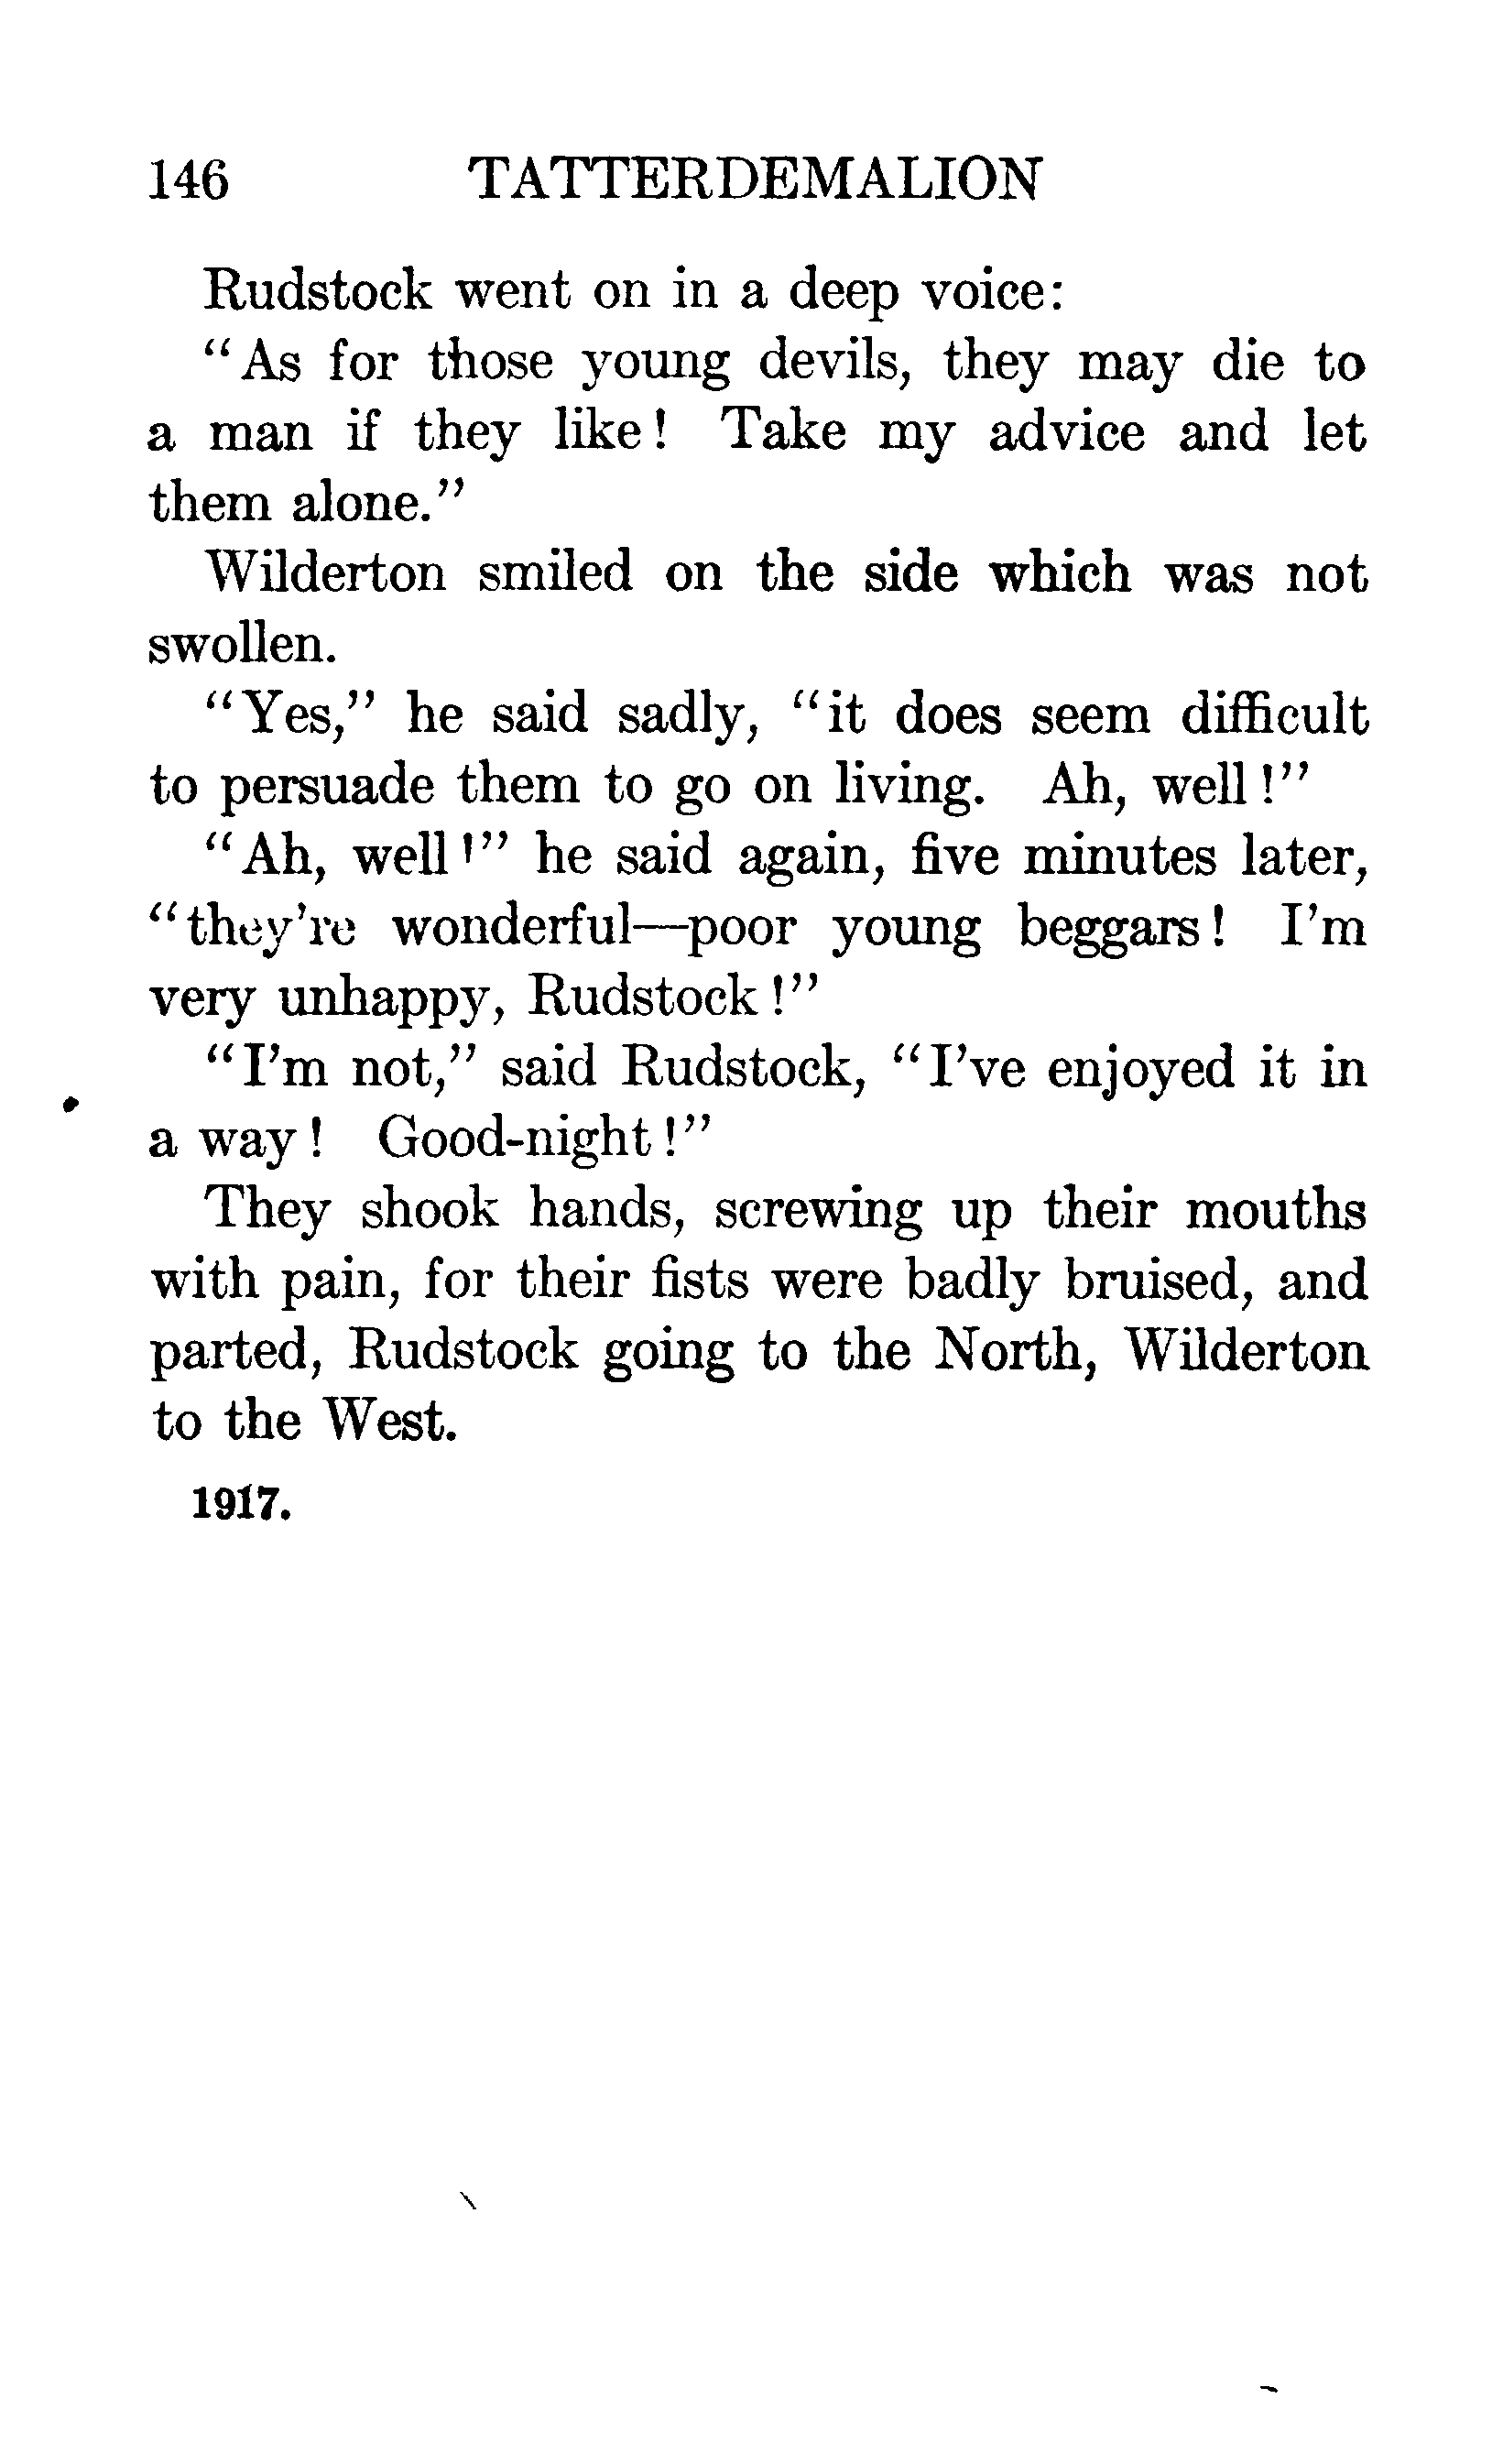 146 TATTERDEMALION
Rudstock went on in a deep voice:
"As for those young devils, they may die to
a man if they like! Take my advice and let
them alone."
Wilderton smiled on the side which was not
swollen.
"Yes," he said sadly, "it does seem difficult
to persuade them to go on living. Ah, well!"
"Ah, well!" he said again, five minutes later,
"they're wonderful—poor young beggars! I'm
very unhappy, Rudstock!"
"I'm not," said Rudstock, "I've enjoyed it in
a way! Good-night!"
They shook hands, screwing up their mouths
with pain, for their fists were badly bruised, and
parted, Rudstock going to the North, Wilderton
to the West.
1917.